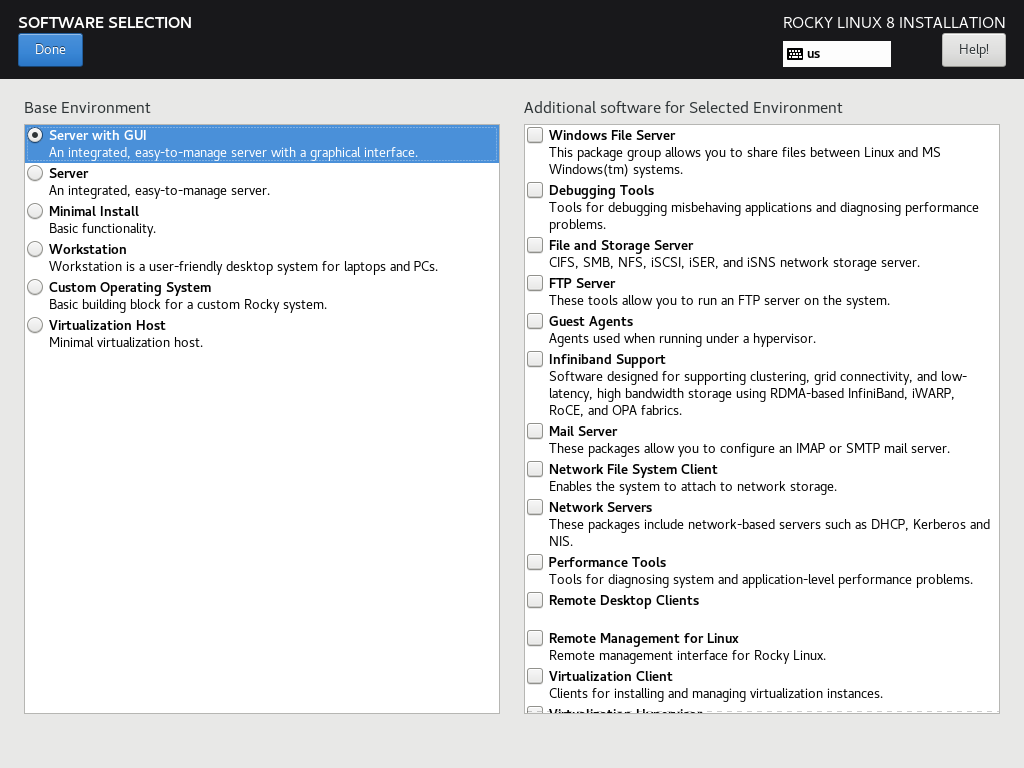 SOFTWARE SELECTION
ROCKY LINUX 8 INSTALLATION
Done
us
Help!
Base Environment
Server with GUI
An integrated, easy-to-manage server with a graphical interface.
Server
An integrated, easy-to-manage server.
Minimal Install
Basic functionality.
Workstation
Workstation is a user-friendly desktop system for laptops and PCs.
Custom Operating System
Basic building block for a custom Rocky system.
Virtualization Host
Minimal virtualization host.
Additional software for Selected Environment
Windows File Server
This package group allows you to share files between Linux and MS
Windows(tm) systems.
Debugging Tools
Tools for debugging misbehaving applications and diagnosing performance
problems.
File and Storage Server
CIFS, SMB, NFS, iSCSI, iSER, and iSNS network storage server.
FTP Server
These tools allow you to run an FTP server on the system.
Guest Agents
Agents used when running under a hypervisor.
Infiniband Support
Software designed for supporting clustering, grid connectivity, and low-
latency, high bandwidth storage using RDMA-based InfiniBand, iWARP,
RoCE, and OPA fabrics.
Mail Server
These packages allow you to configure an IMAP or SMTP mail server.
Network File System Client
Enables the system to attach to network storage.
Network Servers
These packages include network-based servers such as DHCP, Kerberos and
NIS.
Performance Tools
Tools for diagnosing system and application-level performance problems.
Remote Desktop Clients
Remote Management for Linux
Remote management interface for Rocky Linux.
Virtualization Client
Clients for installing and managing virtualization instances.
Virtualization Hypervisor